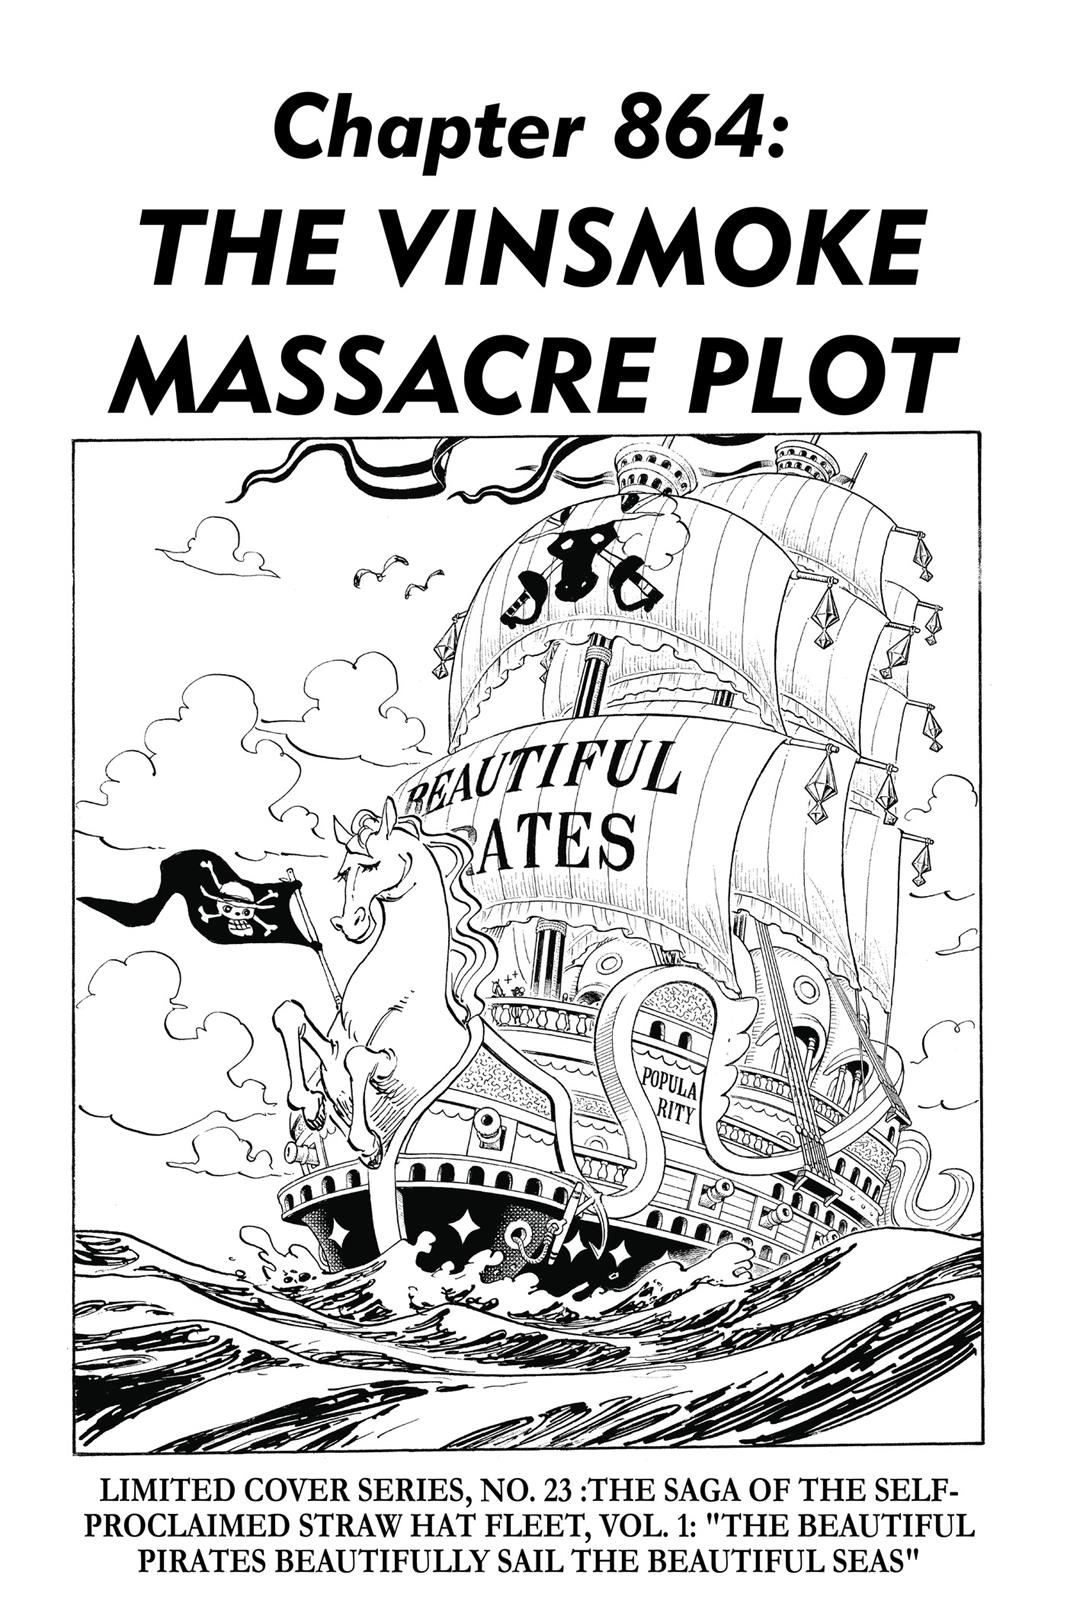 Chapter 864:
THE VINSMOKE
MASSACRE PLOT
BEAUTIFUL
ATES
POPULA
RITY
LIMITED COVER SERIES, NO. 23 :THE SAGA OF THE SELF-
PROCLAIMED STRAW HAT FLEET, VOL. 1: "THE BEAUTIFUL
PIRATES BEAUTIFULLY SAIL THE BEAUTIFUL SEAS"